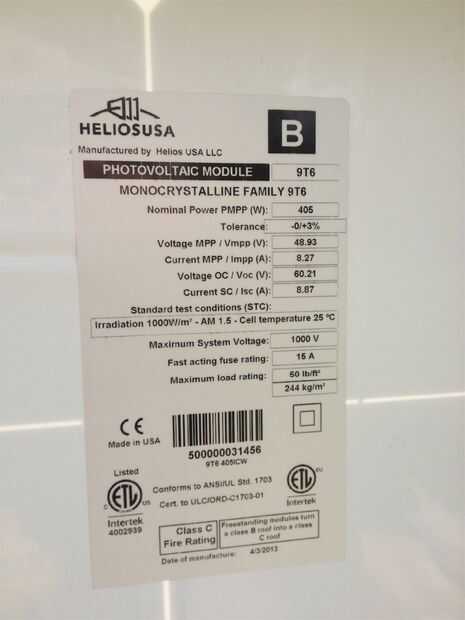 HELIOSUSA
B
Manufactured by: Helios USA LLC
PHOTOVOLTAIC MODULE 9T6
MONOCRYSTALLINE FAMILY 9T6
Nominal Power PMPP (W): 405
Tolerance: -0/+3%
Voltage MPP / Vmpp (V): 48.93
Current MPP / Impp (A): 8.27
Voltage OC / Voc (V): 60.21
Current SC / Isc (A): 8.87
Standard test conditions (STC):
Irradiation 1000W/m² - AM 1.5 - Cell temperature 25 ºC
Maximum System Voltage: 1000 V
Fast acting fuse rating: 15 A
Maximum load rating: 50 lb/ft²
244 kg/m²
CE
Made in USA
500000031456
9T6 405ICW
Listed
ETL
C US
Intertek
4002939
Conforms to ANSI/UL Std. 1703
Cert. to ULC/ORD-C1703-01
ETL
EU
Intertek
Class C
Fire Rating
Freestanding modules turn
a class B roof into a class
C roof
Date of manufacture: 4/3/2013